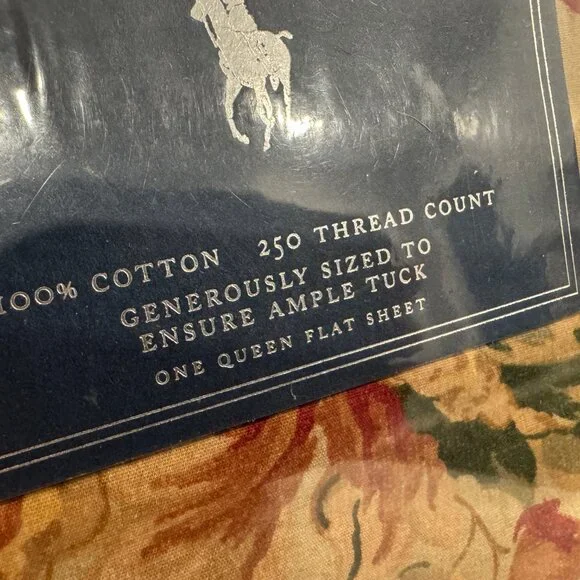 100% COTTON 250 THREAD COUNT
GENEROUSLY SIZED TO
ENSURE AMPLE TUCK
ONE QUEEN FLAT SHEET